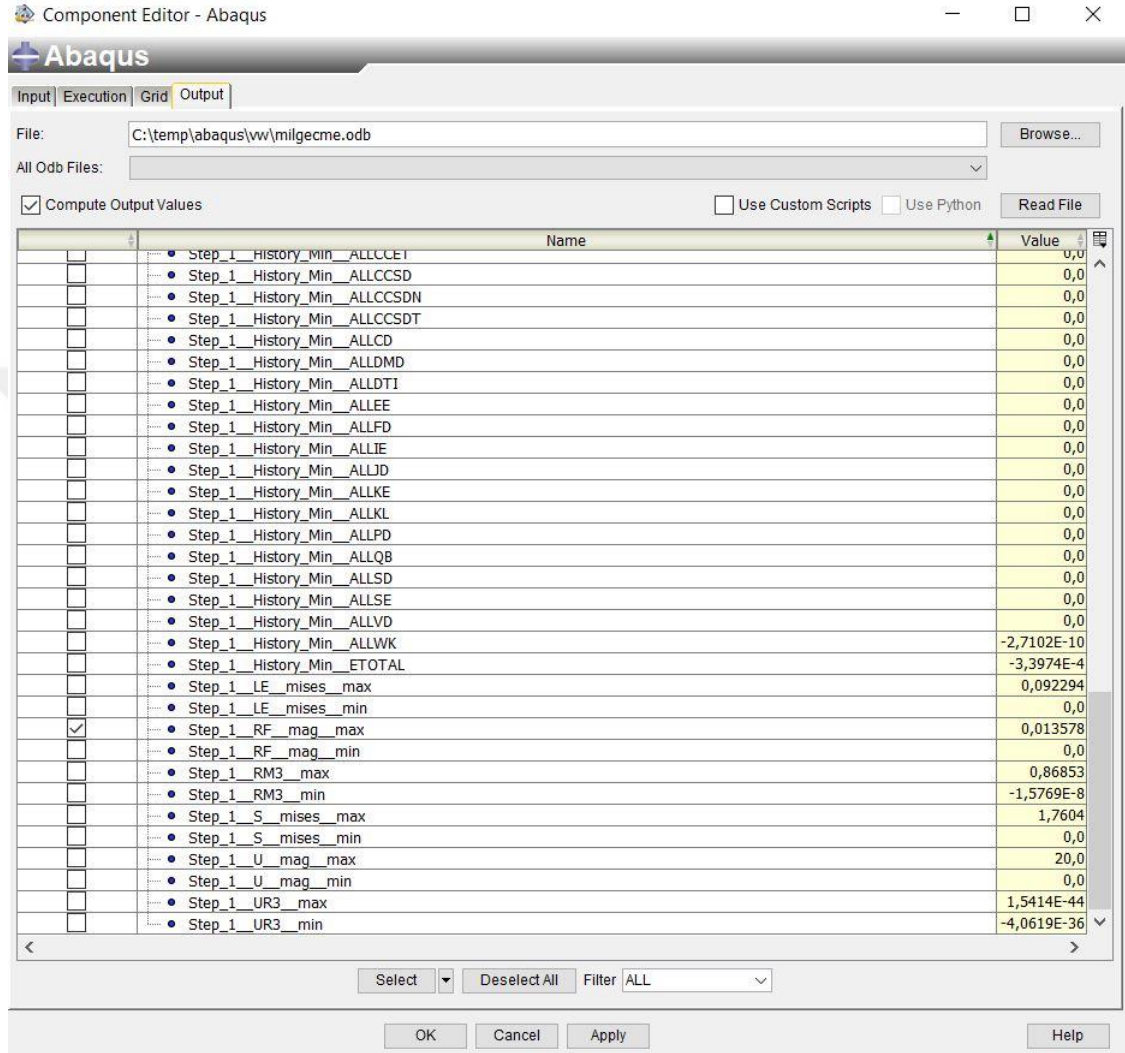 Component Editor - Abaqus
Abaqus
Input Execution Grid Output
File: C:\temp\abaqus\vw\milgecme.odb Browse...
All Odb Files:
Compute Output Values Use Custom Scripts Use Python Read File
Name Value
Step_1__History_Min__ALLCCET 0,0
Step_1__History_Min__ALLCCSD 0,0
Step_1__History_Min__ALLCCSDN 0,0
Step_1__History_Min__ALLCCSDT 0,0
Step_1__History_Min__ALLCD 0,0
Step_1__History_Min__ALLDMD 0,0
Step_1__History_Min__ALLDTI 0,0
Step_1__History_Min__ALLEE 0,0
Step_1__History_Min__ALLFD 0,0
Step_1__History_Min__ALLIE 0,0
Step_1__History_Min__ALLJD 0,0
Step_1__History_Min__ALLKE 0,0
Step_1__History_Min__ALLKL 0,0
Step_1__History_Min__ALLPD 0,0
Step_1__History_Min__ALLQB 0,0
Step_1__History_Min__ALLSD 0,0
Step_1__History_Min__ALLSE 0,0
Step_1__History_Min__ALLVD 0,0
Step_1__History_Min__ALLWK -2,7102E-10
Step_1__History_Min__ETOTAL -3,3974E-4
Step_1__LE__mises__max 0,092294
Step_1__LE__mises__min 0,0
Step_1__RF__mag__max 0,013578
Step_1__RF__mag__min 0,0
Step_1__RM3__max 0,86853
Step_1__RM3__min -1,5769E-8
Step_1__S__mises__max 1,7604
Step_1__S__mises__min 0,0
Step_1__U__mag__max 20,0
Step_1__U__mag__min 0,0
Step_1__UR3__max 1,5414E-44
Step_1__UR3__min -4,0619E-36
Select Deselect All Filter ALL
OK Cancel Apply Help